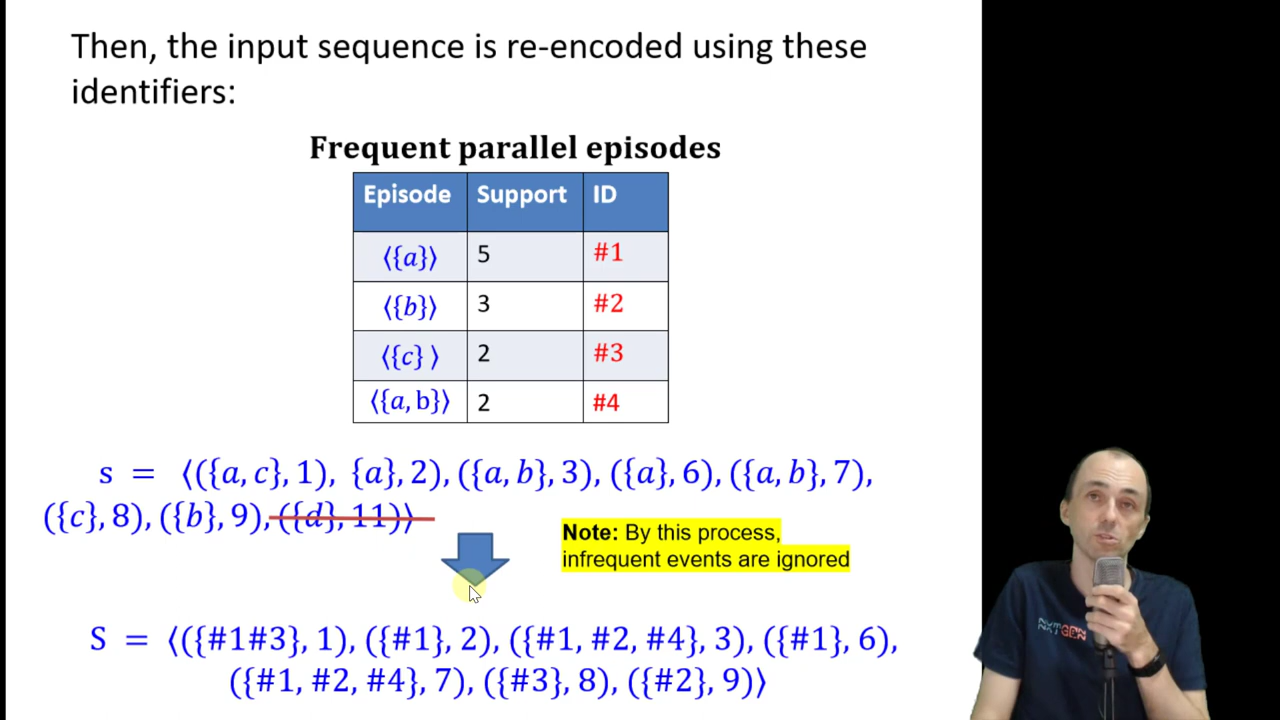 Then, the input sequence is re-encoded using these
identifiers:
Frequent parallel episodes
Episode Support ID
⟨{a}⟩ 5 #1
⟨{b}⟩ 3 #2
⟨{c} ⟩ 2 #3
⟨{a, b}⟩ 2 #4
s = ⟨({a, c}, 1), {a}, 2), ({a, b}, 3), ({a}, 6), ({a, b}, 7),
({c}, 8), ({b}, 9), ({d}, 11)⟩
Note: By this process,
infrequent events are ignored
S = ⟨({#1#3}, 1), ({#1}, 2), ({#1, #2, #4}, 3), ({#1}, 6),
({#1, #2, #4}, 7), ({#3}, 8), ({#2}, 9)⟩